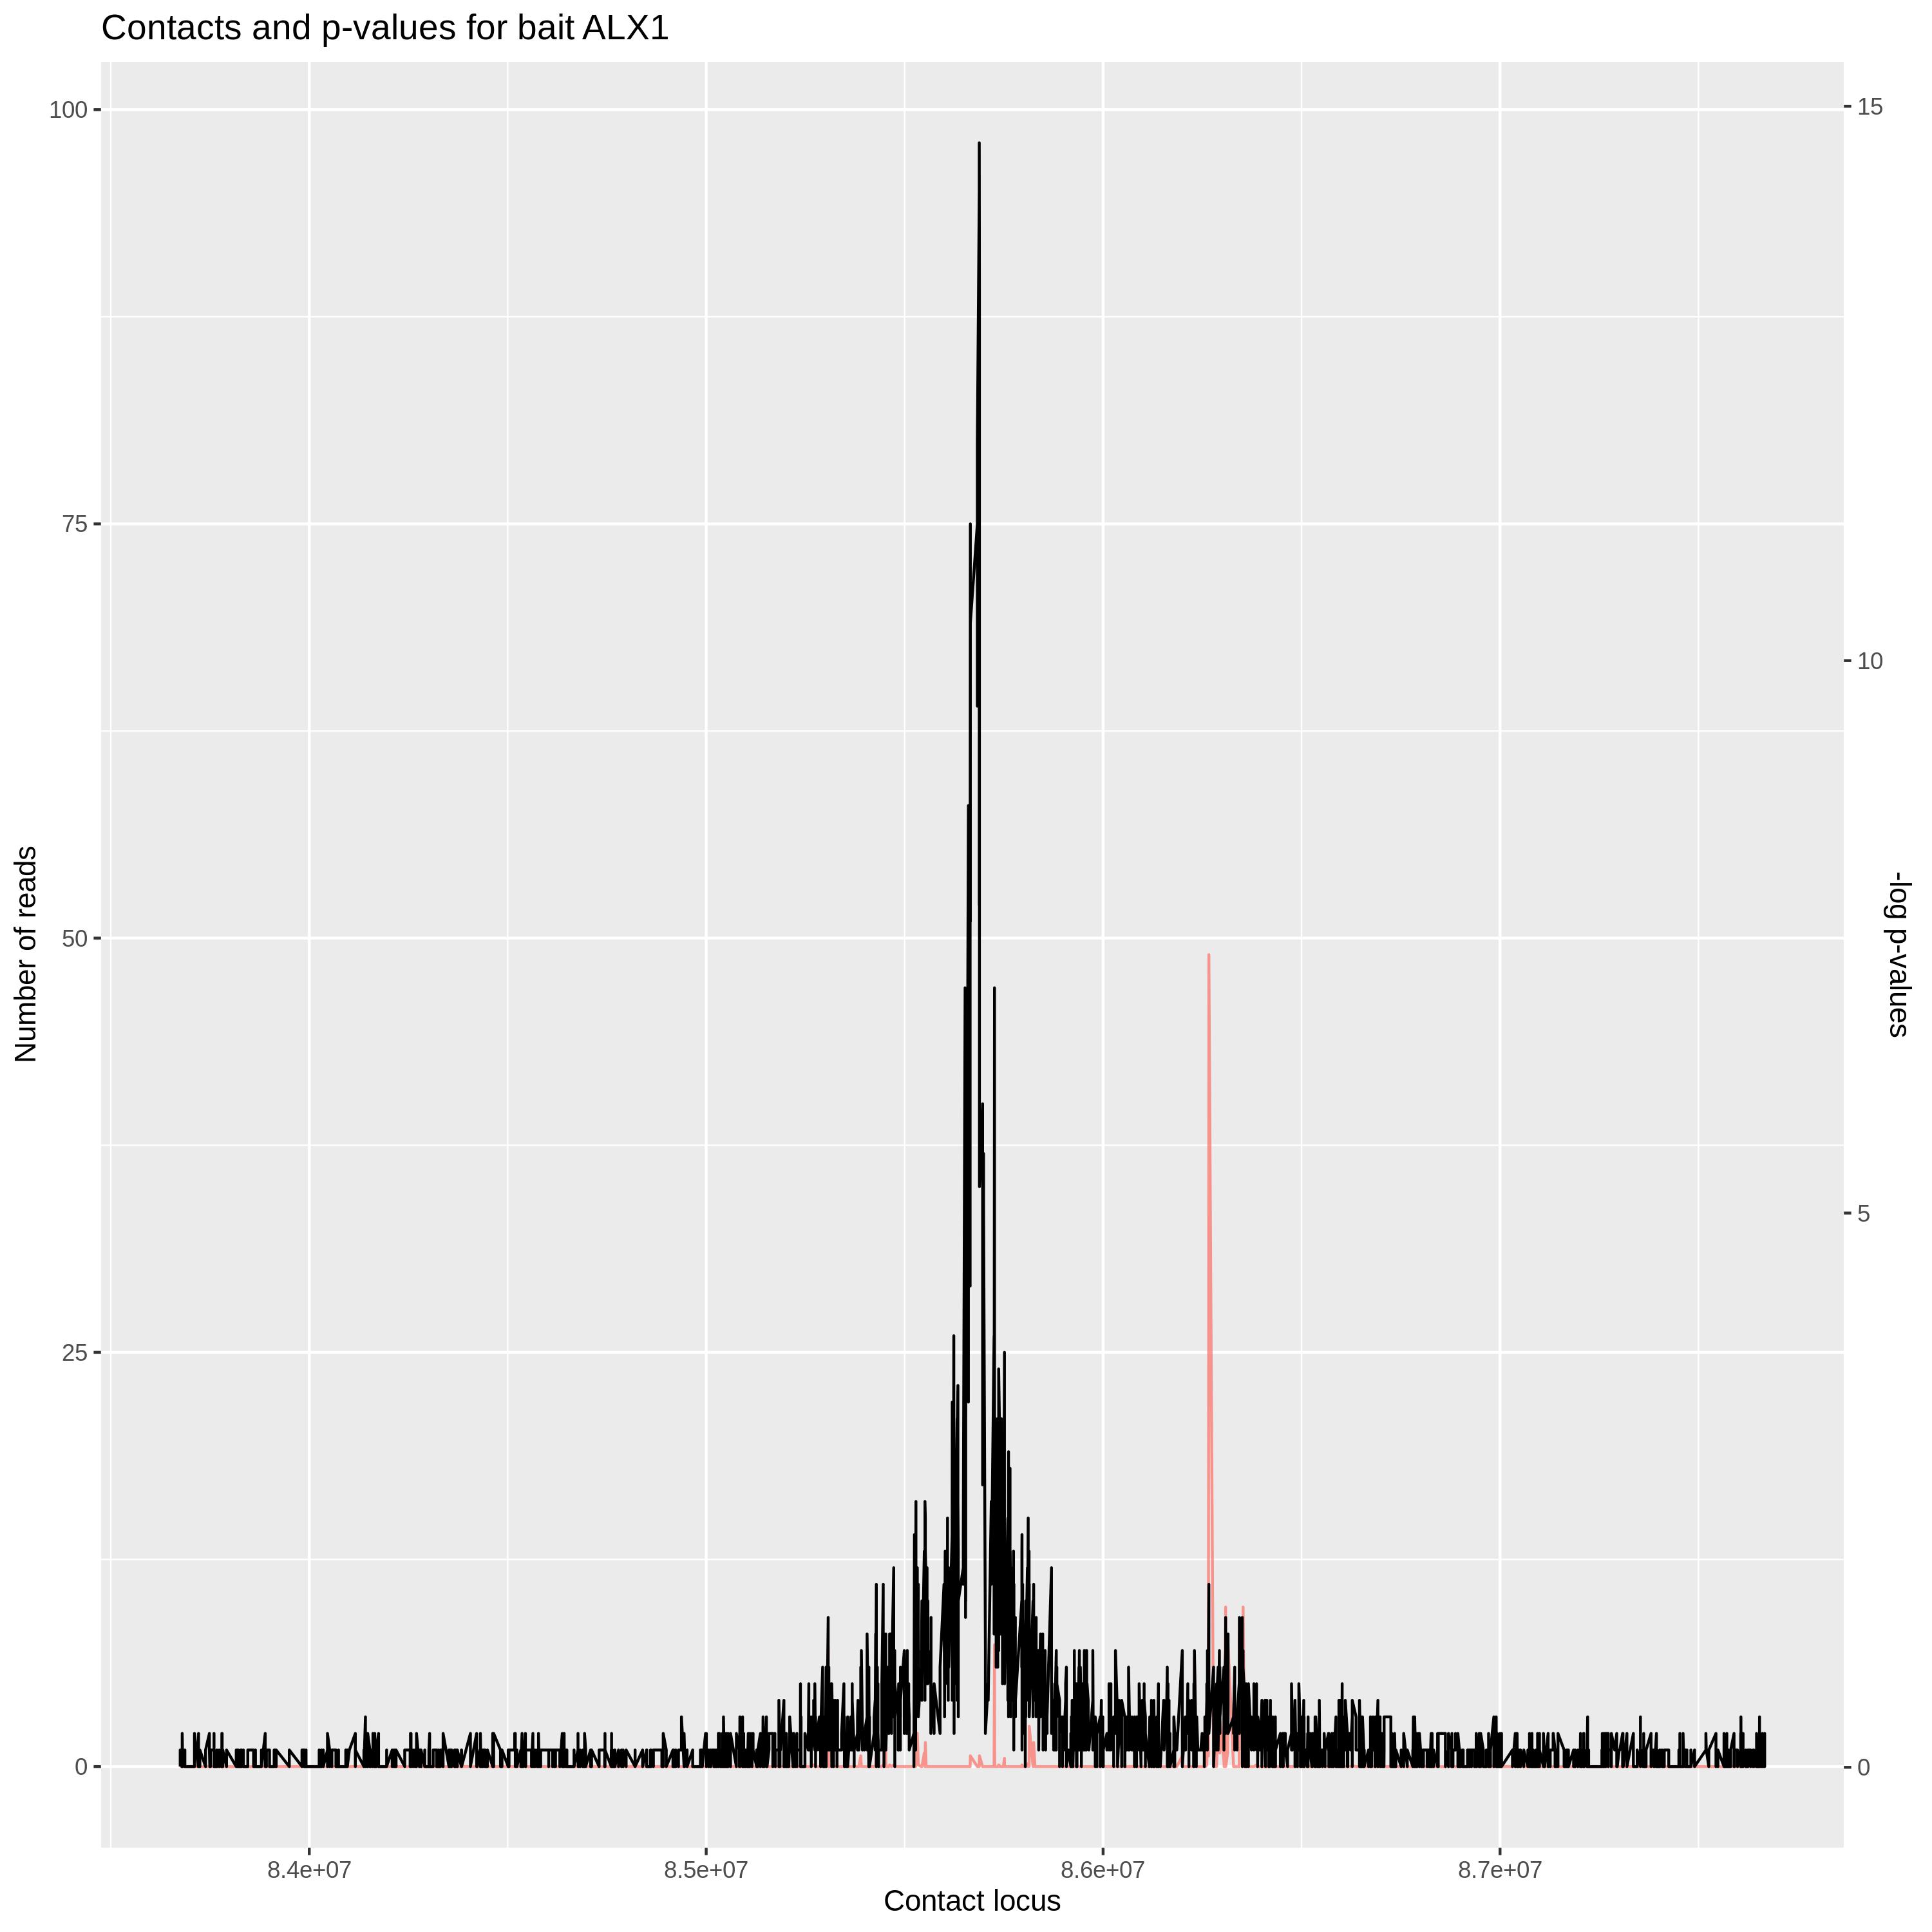 Contacts and p-values for bait ALX1
100
75
50
25
0
Number of reads
15
10
5
0
-log p-values
8.4e+07
8.5e+07
8.6e+07
8.7e+07
Contact locus